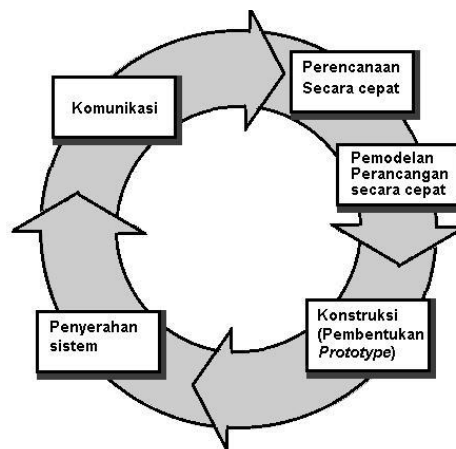 Komunikasi
Perencanaan
Secara cepat
Pemodelan
Perancangan
secara cepat
Konstruksi
(Pembentukan
Prototype)
Penyerahan
sistem